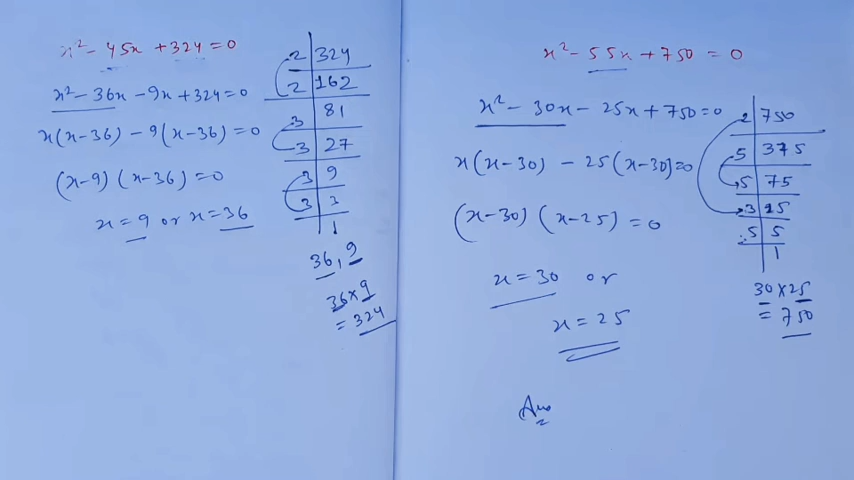 x² - 45x + 324 = 0
x² - 36x - 9x + 324 = 0
x(x-36) - 9(x-36) = 0
(x-9) (x-36) = 0
x = 9 or x = 36
2 | 324
2 | 162
3 | 81
3 | 27
3 | 9
3 | 3
1
36, 9
36 × 9
= 324
x² - 55x + 750 = 0
x² - 30x - 25x + 750 = 0
x(x-30) - 25(x-30) = 0
(x-30) (x-25) = 0
x = 30 or
x = 25
Ans
2 | 750
5 | 375
5 | 75
3 | 15
5 | 5
1
30 × 25
= 750